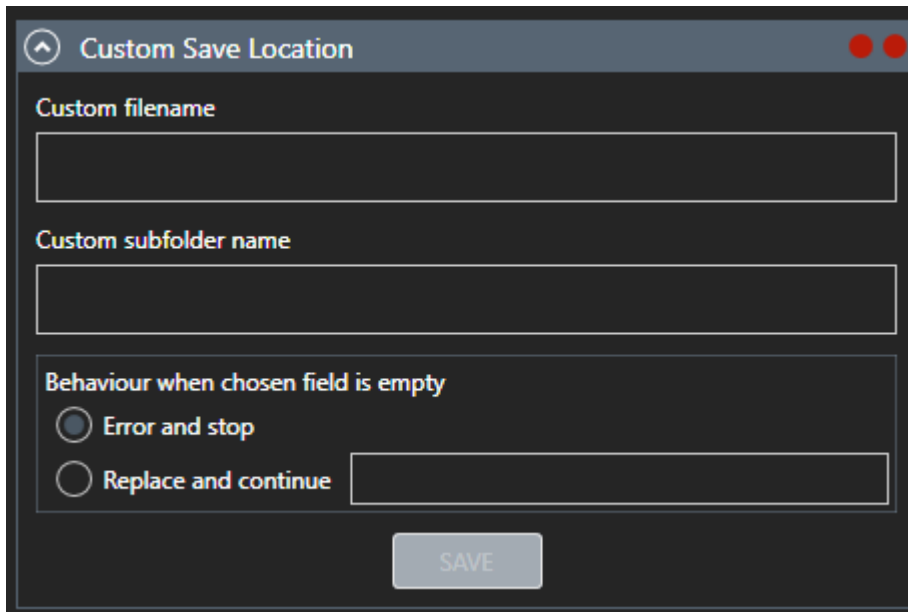 Custom Save Location
Custom filename
Custom subfolder name
Behaviour when chosen field is empty
Error and stop
Replace and continue
SAVE